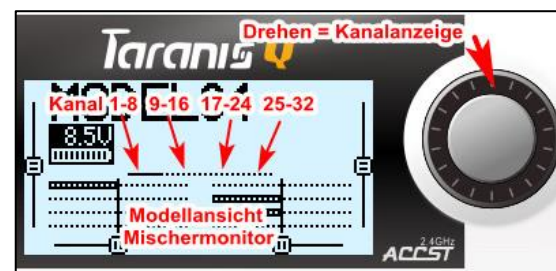 Drehen = Kanalanzeige
Taranis Q
MODEL01
Kanal 1-8 9-16 17-24 25-32
8.5V
Modellansicht
Mischermonitor
2.4GHz
ACCST